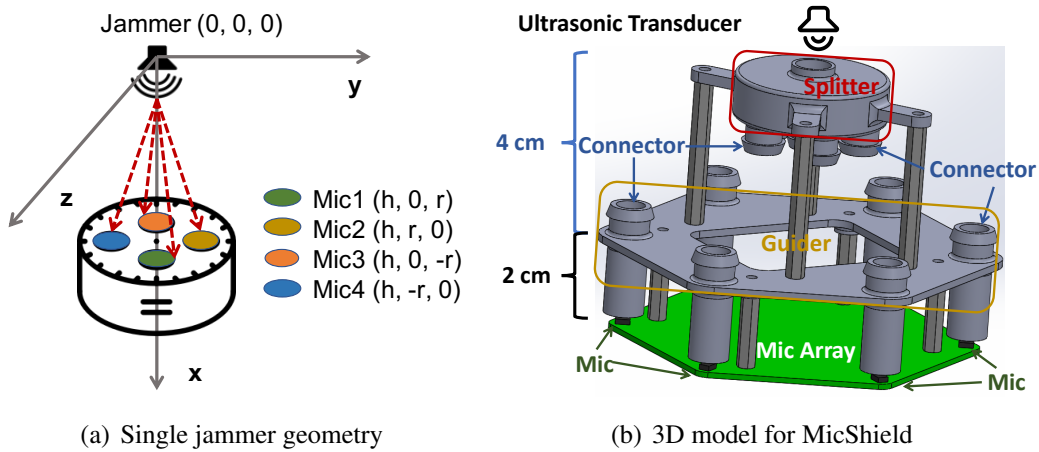 Jammer (0, 0, 0)
y
z
x
Mic1 (h, 0, r)
Mic2 (h, r, 0)
Mic3 (h, 0, -r)
Mic4 (h, -r, 0)
(a) Single jammer geometry
Ultrasonic Transducer
Splitter
4 cm
Connector
Connector
Guider
2 cm
Mic Array
Mic
Mic
(b) 3D model for MicShield